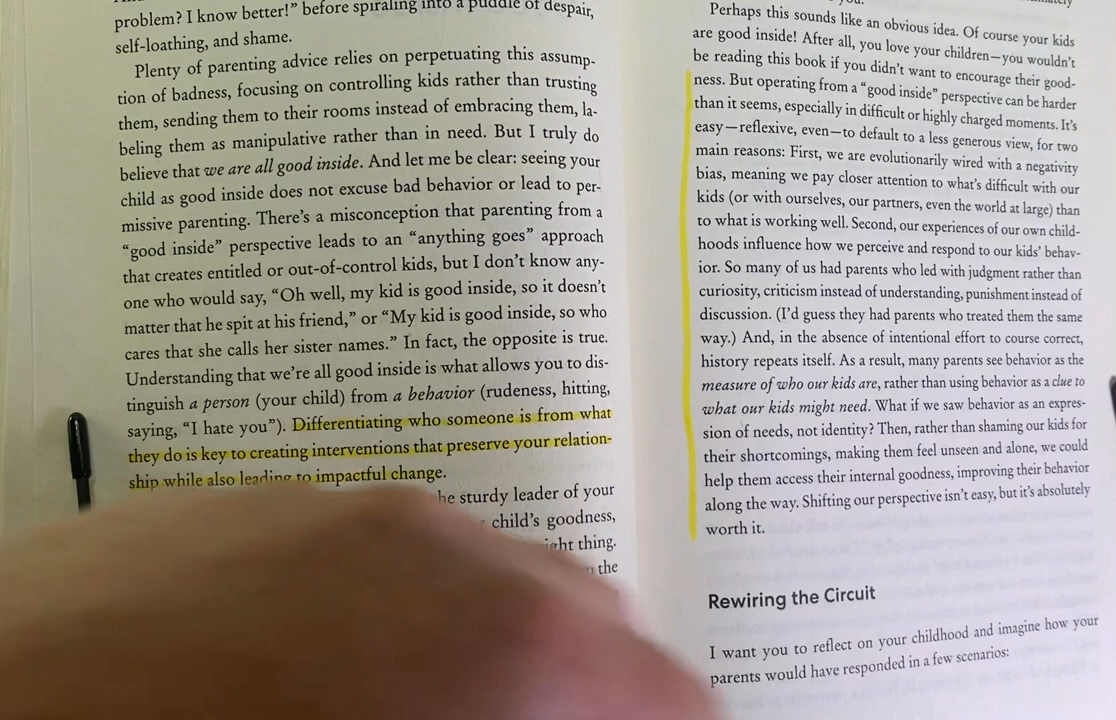 problem? I know better!” before spiraling into a puddle of despair,
self-loathing, and shame.
Plenty of parenting advice relies on perpetuating this assump-
tion of badness, focusing on controlling kids rather than trusting
them, sending them to their rooms instead of embracing them, la-
beling them as manipulative rather than in need. But I truly do
believe that we are all good inside. And let me be clear: seeing your
child as good inside does not excuse bad behavior or lead to per-
missive parenting. There’s a misconception that parenting from a
“good inside” perspective leads to an “anything goes” approach
that creates entitled or out-of-control kids, but I don’t know any-
one who would say, “Oh well, my kid is good inside, so it doesn’t
matter that he spit at his friend,” or “My kid is good inside, so who
cares that she calls her sister names.” In fact, the opposite is true.
Understanding that we’re all good inside is what allows you to dis-
tinguish a person (your child) from a behavior (rudeness, hitting,
saying, “I hate you”). Differentiating who someone is from what
they do is key to creating interventions that preserve your relation-
ship while also leading to impactful change.
he sturdy leader of your
child’s goodness,
ight thing.
the
Perhaps this sounds like an obvious idea. Of course your kids
are good inside! After all, you love your children—you wouldn’t
be reading this book if you didn’t want to encourage their good-
ness. But operating from a “good inside” perspective can be harder
than it seems, especially in difficult or highly charged moments. It’s
easy—reflexive, even—to default to a less generous view, for two
main reasons: First, we are evolutionarily wired with a negativity
bias, meaning we pay closer attention to what’s difficult with our
kids (or with ourselves, our partners, even the world at large) than
to what is working well. Second, our experiences of our own child-
hoods influence how we perceive and respond to our kids’ behav-
ior. So many of us had parents who led with judgment rather than
curiosity, criticism instead of understanding, punishment instead of
discussion. (I’d guess they had parents who treated them the same
way.) And, in the absence of intentional effort to course correct,
history repeats itself. As a result, many parents see behavior as the
measure of who our kids are, rather than using behavior as a clue to
what our kids might need. What if we saw behavior as an expres-
sion of needs, not identity? Then, rather than shaming our kids for
their shortcomings, making them feel unseen and alone, we could
help them access their internal goodness, improving their behavior
along the way. Shifting our perspective isn’t easy, but it’s absolutely
worth it.
Rewiring the Circuit
I want you to reflect on your childhood and imagine how your
parents would have responded in a few scenarios: